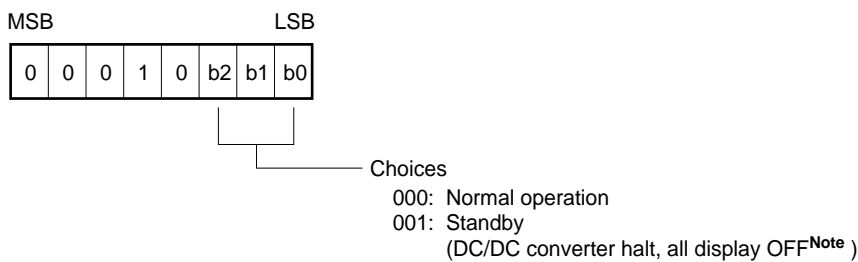 MSB LSB
0 0 0 1 0 b2 b1 b0
Choices
000: Normal operation
001: Standby
(DC/DC converter halt, all display OFFNote )